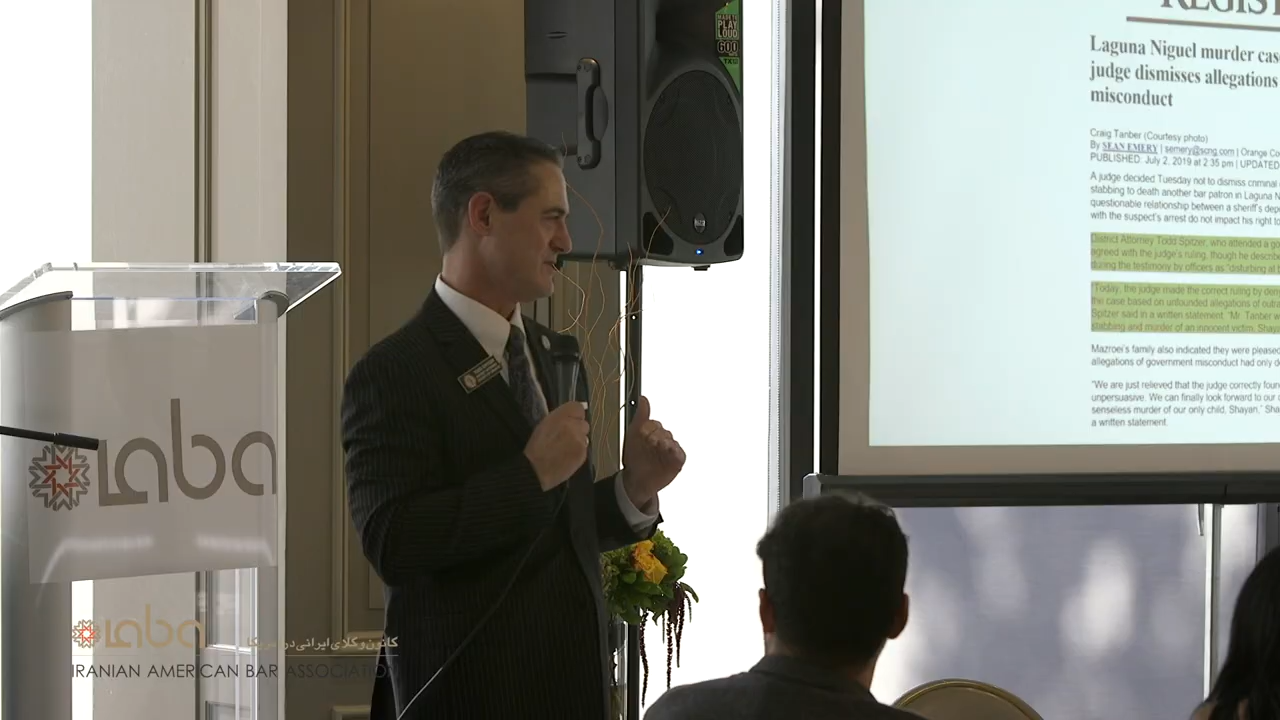 MADE TO
PLAY
LOUD
600
REGIST
Laguna Niguel murder cas
judge dismisses allegations
misconduct
Craig Tanber (Courtesy photo)
By SEAN EMERY | semery@scng.com | Orange Co
PUBLISHED: July 2, 2019 at 2:35 pm | UPDATED
A judge decided Tuesday not to dismiss criminal
stabbing to death another bar patron in Laguna N
questionable relationship between a sheriff's dep
with the suspect's arrest do not impact his right to
District Attorney Todd Spitzer, who attended a go
agreed with the judge's ruling, though he describe
during the testimony by officers as "disturbing at
"Today, the judge made the correct ruling by den
the case based on unfounded allegations of outra
Spitzer said in a written statement. "Mr. Tanber w
stabbing and murder of an innocent victim, Shay
Mazroei's family also indicated they were please
allegations of government misconduct had only d
"We are just relieved that the judge correctly foun
unpersuasive. We can finally look forward to our
senseless murder of our only child, Shayan," Sha
a written statement.
iaba
iaba
کانون وکلای ایرانی در آمریکا
IRANIAN AMERICAN BAR ASSOCIATION